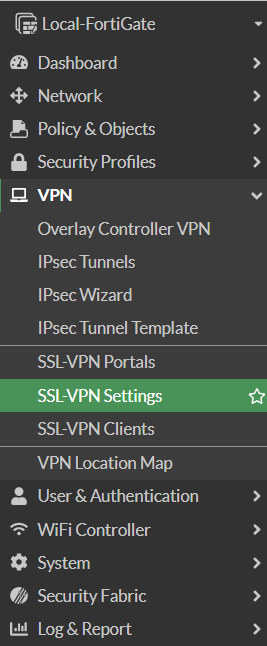 Local-FortiGate
Dashboard
Network
Policy & Objects
Security Profiles
VPN
Overlay Controller VPN
IPsec Tunnels
IPsec Wizard
IPsec Tunnel Template
SSL-VPN Portals
SSL-VPN Settings
SSL-VPN Clients
VPN Location Map
User & Authentication
WiFi Controller
System
Security Fabric
Log & Report